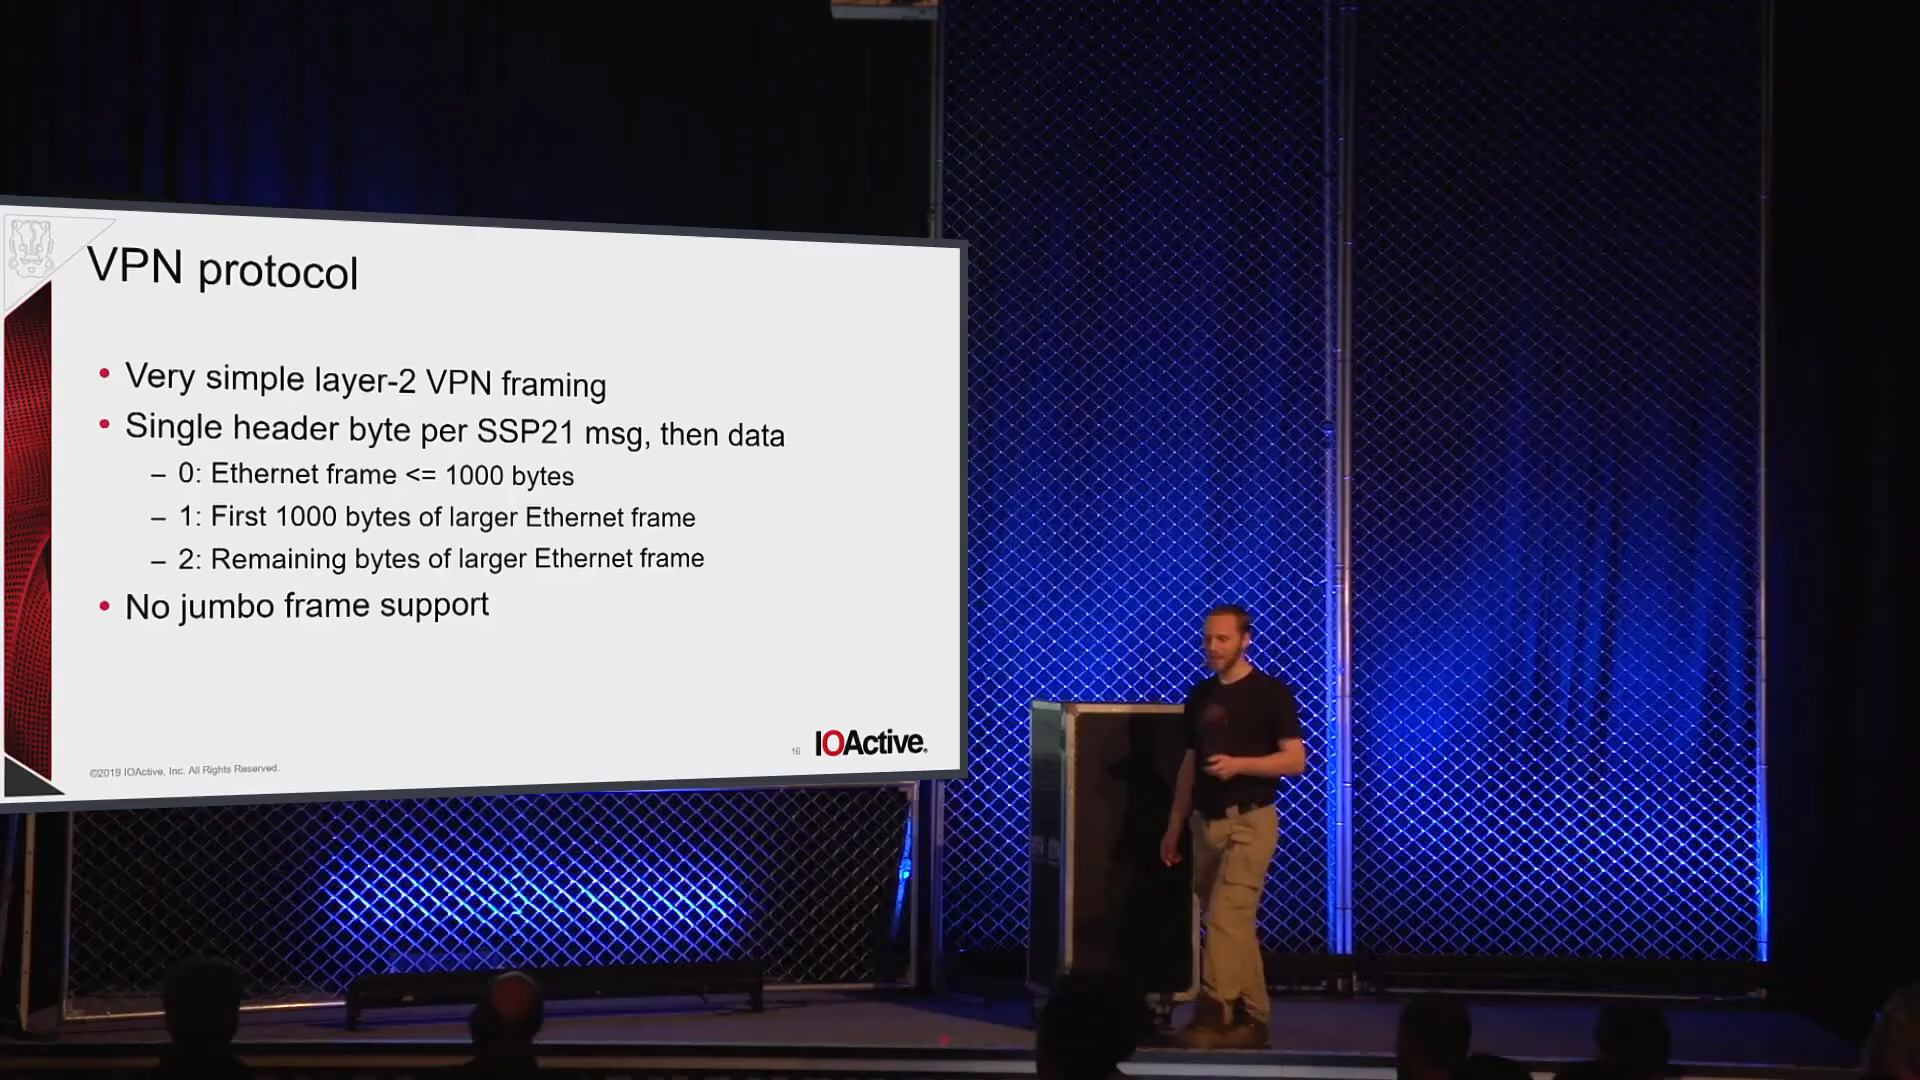 VPN protocol
• Very simple layer-2 VPN framing
• Single header byte per SSP21 msg, then data
– 0: Ethernet frame <= 1000 bytes
– 1: First 1000 bytes of larger Ethernet frame
– 2: Remaining bytes of larger Ethernet frame
• No jumbo frame support
16
IOActive.
©2019 IOActive, Inc. All Rights Reserved.